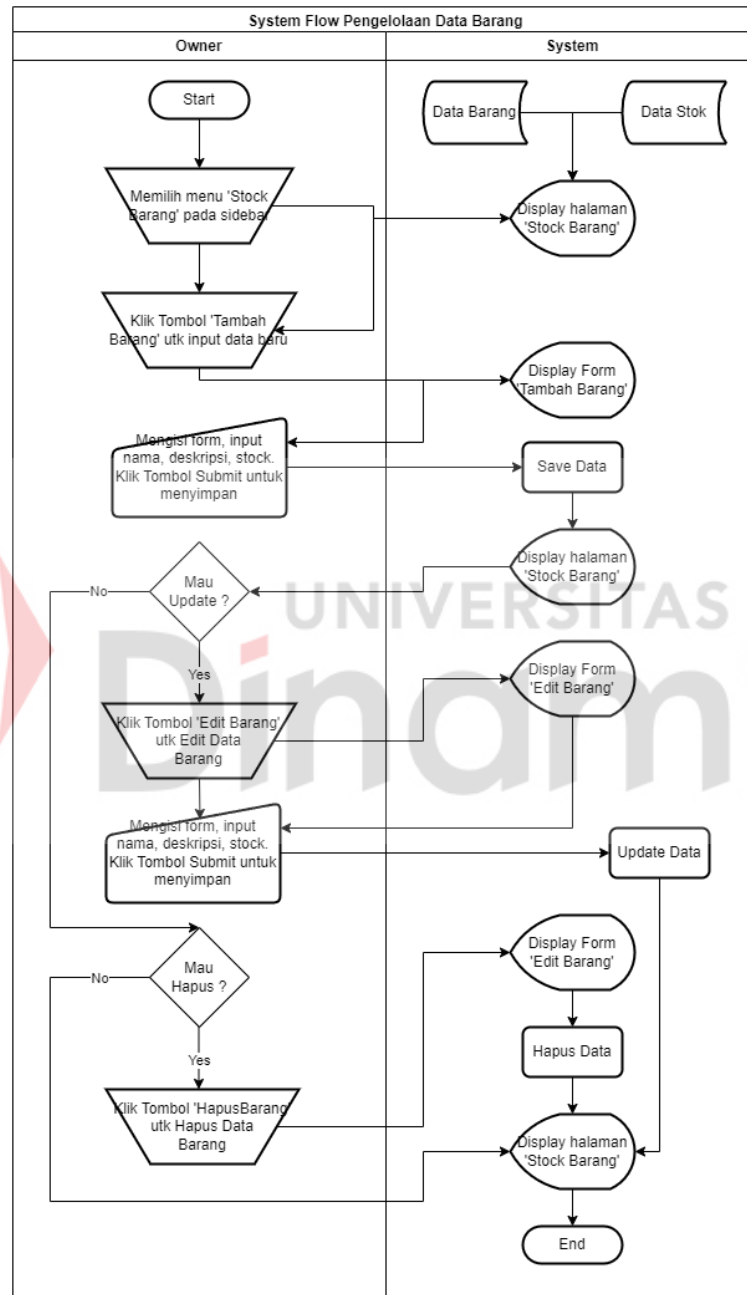 System Flow Pengelolaan Data Barang
Owner
System
Start
Data Barang
Data Stok
Memilih menu 'Stock
Barang' pada sidebar
Display halaman
'Stock Barang'
Klik Tombol 'Tambah
Barang' utk input data baru
Display Form
'Tambah Barang'
Mengisi form, input
nama, deskripsi, stock.
Klik Tombol Submit untuk
menyimpan
Save Data
Display halaman
'Stock Barang'
Mau
Update ?
No
Yes
UNIVERSITAS
Dinam
Display Form
'Edit Barang'
Klik Tombol 'Edit Barang'
utk Edit Data
Barang
Mengisi form, input
nama, deskripsi, stock.
Klik Tombol Submit untuk
menyimpan
Update Data
Mau
Hapus ?
No
Yes
Display Form
'Edit Barang'
Hapus Data
Klik Tombol 'HapusBarang'
utk Hapus Data
Barang
Display halaman
'Stock Barang'
End